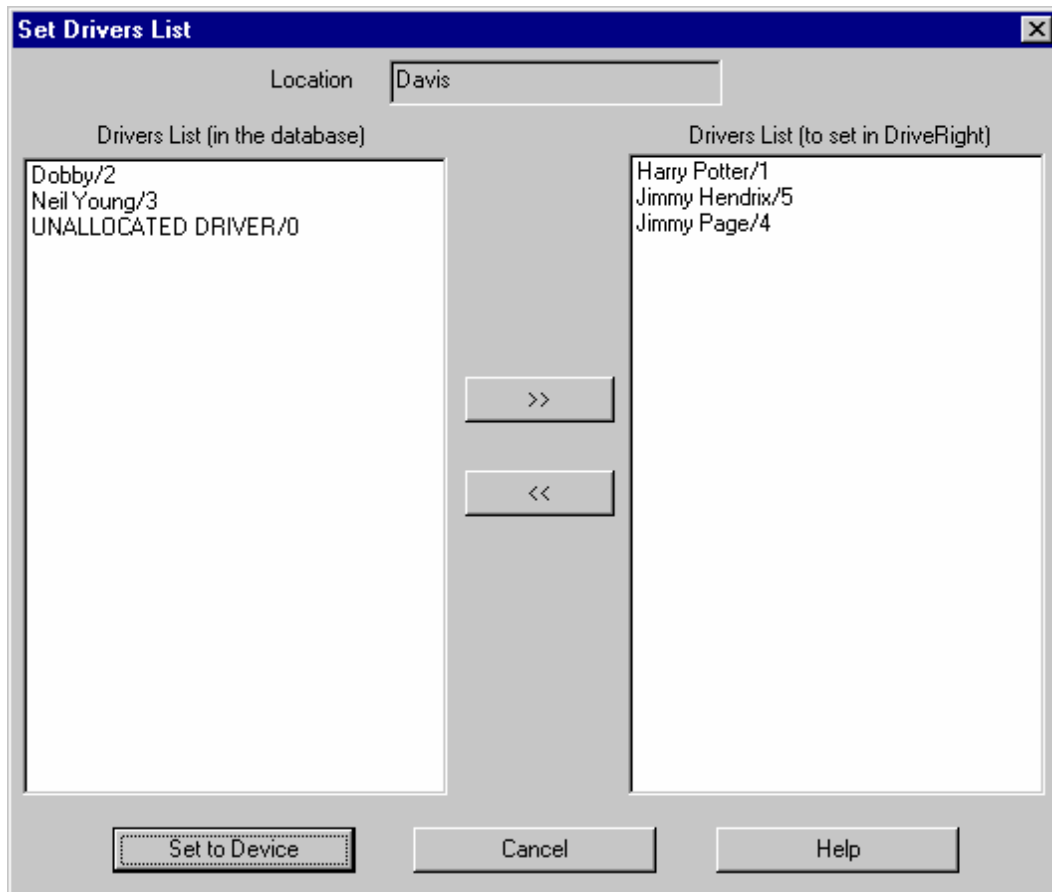 Set Drivers List
Location
Davis
Drivers List (in the database)
Dobby/2
Neil Young/3
UNALLOCATED DRIVER/0
>>
<<
Drivers List (to set in DriveRight)
Harry Potter/1
Jimmy Hendrix/5
Jimmy Page/4
Set to Device
Cancel
Help